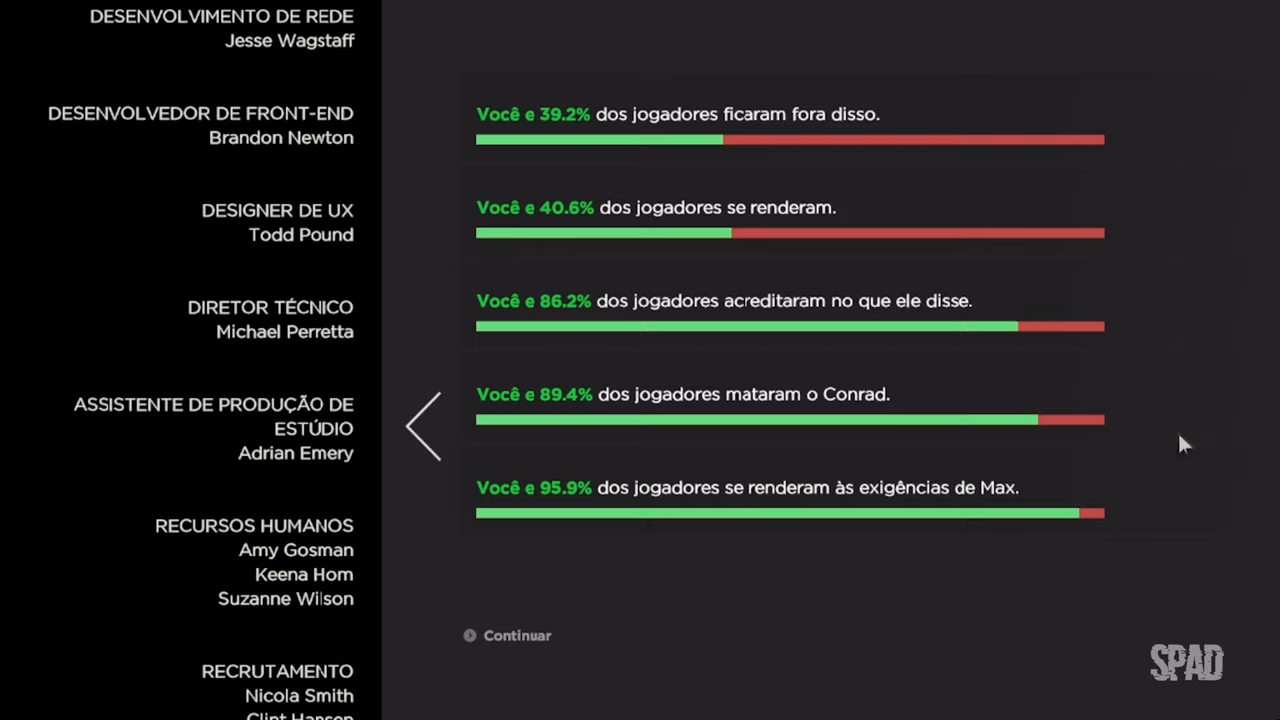 DESENVOLVIMENTO DE REDE
Jesse Wagstaff
DESENVOLVEDOR DE FRONT-END
Brandon Newton
DESIGNER DE UX
Todd Pound
DIRETOR TÉCNICO
Michael Perretta
ASSISTENTE DE PRODUÇÃO DE
ESTÚDIO
Adrian Emery
RECURSOS HUMANOS
Amy Gosman
Keena Hom
Suzanne Wilson
RECRUTAMENTO
Nicola Smith
Clint Hansen
Você e 39.2% dos jogadores ficaram fora disso.
Você e 40.6% dos jogadores se renderam.
Você e 86.2% dos jogadores acreditaram no que ele disse.
Você e 89.4% dos jogadores mataram o Conrad.
Você e 95.9% dos jogadores se renderam às exigências de Max.
Continuar
SPAD